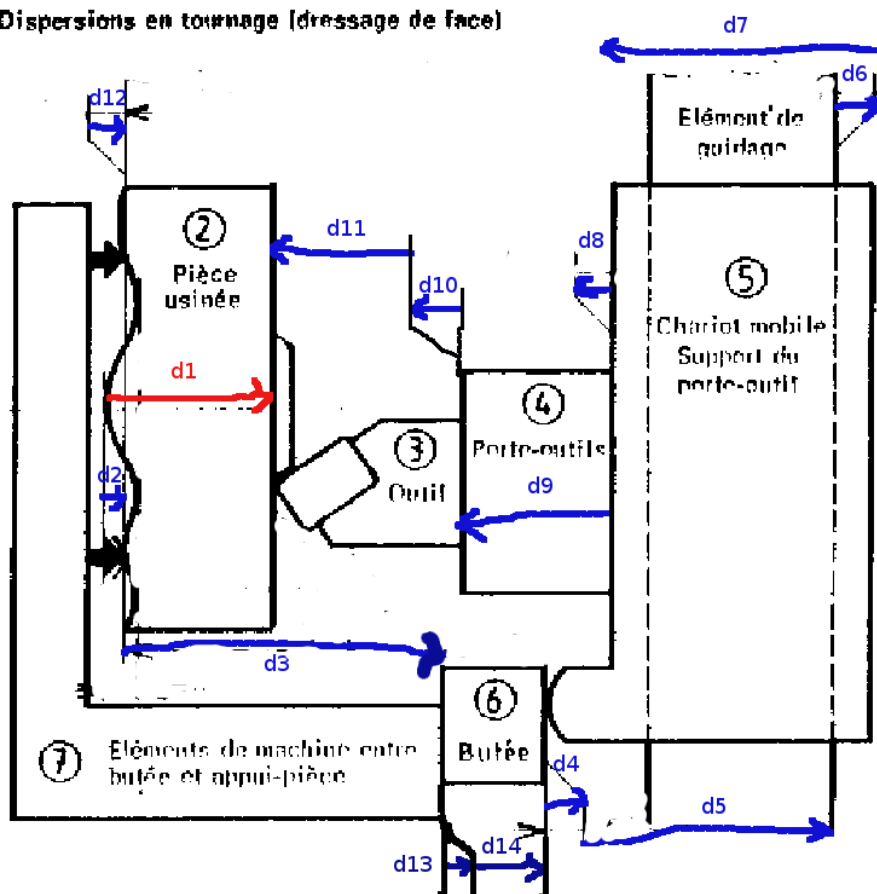 Dispersions en tournage (dressage de face)
d7
d12
d6
Elément de
guidage
②
Pièce
usinée
d11
d8
d10
⑤
Chariot mobile
Support du
porte-outil
d1
④
Porte-outils
③
Outil
d2
d9
d3
⑥
Butée
⑦ Eléments de machine entre
butée et appui-pièce
d4
d5
d13
d14